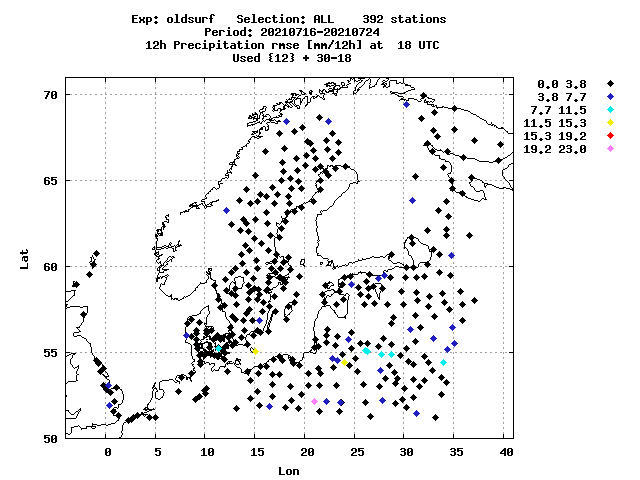 Exp: oldsurf   Selection: ALL    392 stations
Period: 20210716-20210724
12h Precipitation rmse [mm/12h] at  18 UTC
Used {12} + 30-18
0.0 3.8
3.8 7.7
7.7 11.5
11.5 15.3
15.3 19.2
19.2 23.0
70
65
60
55
50
Lat
0 5 10 15 20 25 30 35 40
Lon